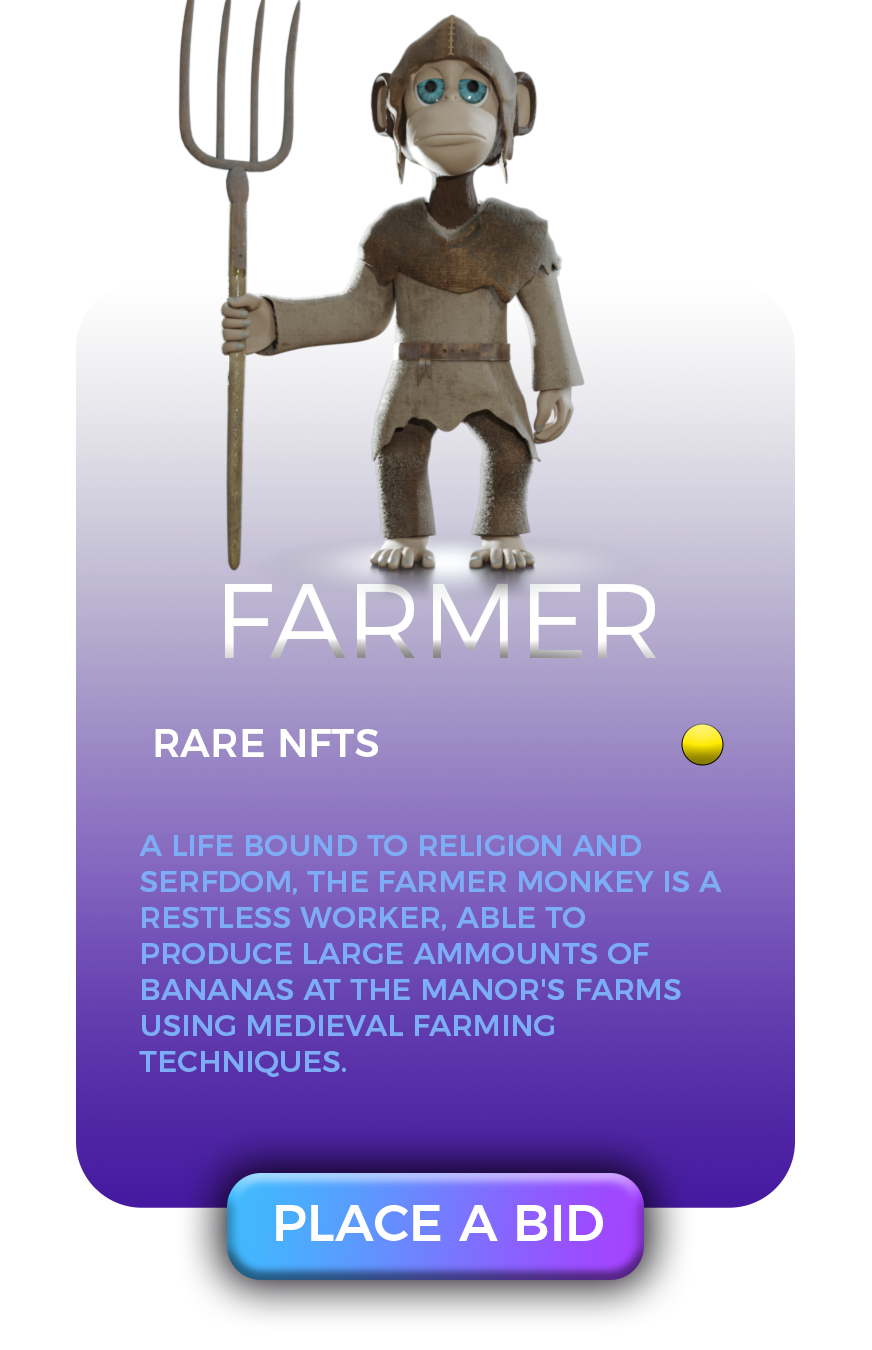 FARMER
RARE NFTS
A LIFE BOUND TO RELIGION AND
SERFDOM, THE FARMER MONKEY IS A
RESTLESS WORKER, ABLE TO
PRODUCE LARGE AMMOUNTS OF
BANANAS AT THE MANOR'S FARMS
USING MEDIEVAL FARMING
TECHNIQUES.
PLACE A BID